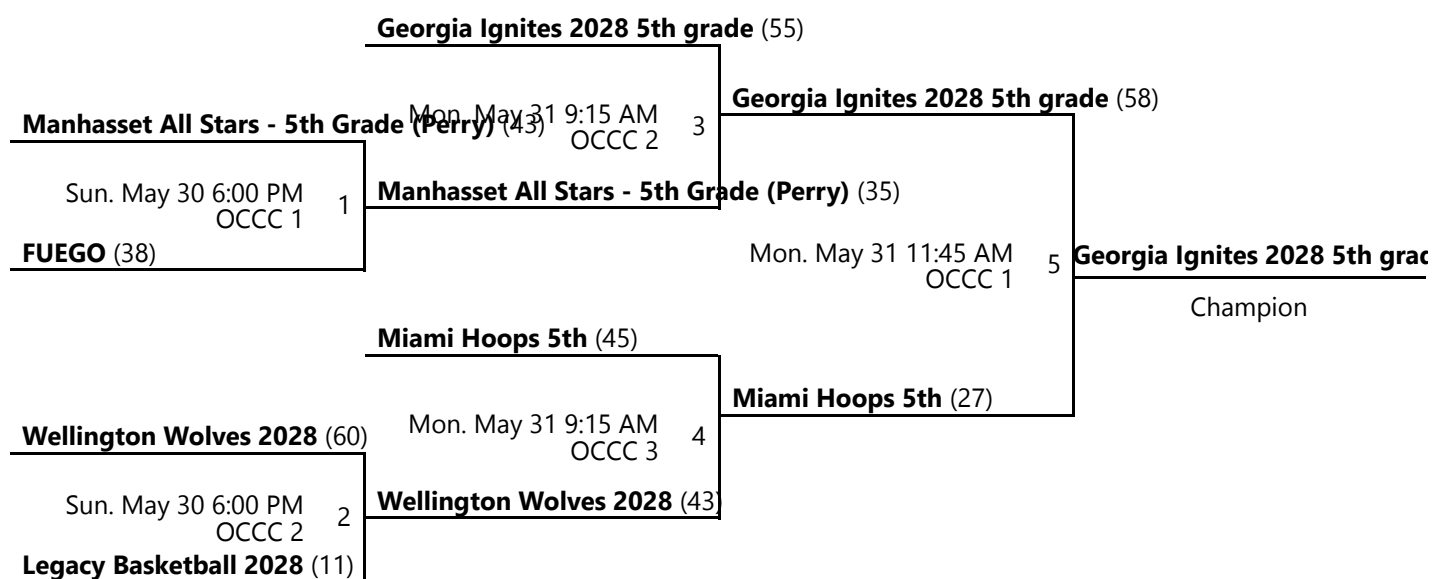 Georgia Ignites 2028 5th grade (55)
Georgia Ignites 2028 5th grade (58)
Mon. May 31 9:15 AM
Manhasset All Stars - 5th Grade (Perry) (43)
OCCC 2
3
Sun. May 30 6:00 PM
Manhasset All Stars - 5th Grade (Perry) (35)
OCCC 1
1
FUEGO (38)
Mon. May 31 11:45 AM
OCCC 1
5
Georgia Ignites 2028 5th grad
Champion
Miami Hoops 5th (45)
Miami Hoops 5th (27)
Mon. May 31 9:15 AM
OCCC 3
4
Wellington Wolves 2028 (60)
Sun. May 30 6:00 PM
OCCC 2
2
Wellington Wolves 2028 (43)
Legacy Basketball 2028 (11)